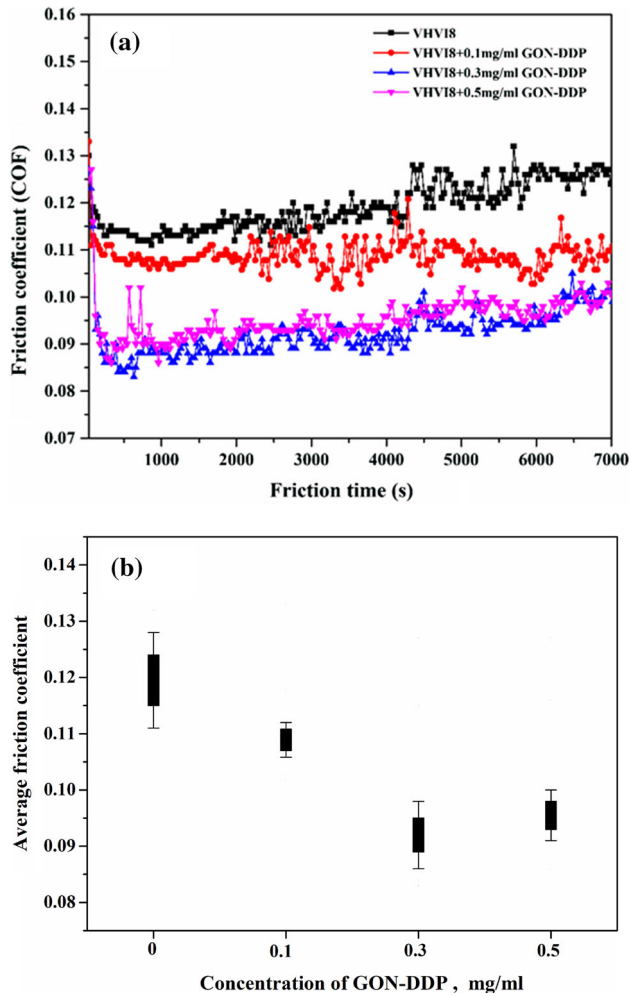 (a)
VHVI8
VHVI8+0.1mg/ml GON-DDP
VHVI8+0.3mg/ml GON-DDP
VHVI8+0.5mg/ml GON-DDP
0.16
0.15
0.14
0.13
0.12
0.11
0.10
0.09
0.08
0.07
Friction coefficient (COF)
1000 2000 3000 4000 5000 6000 7000
Friction time (s)
(b)
0.14
0.13
0.12
0.11
0.10
0.09
0.08
Average friction coefficient
0 0.1 0.3 0.5
Concentration of GON-DDP , mg/ml